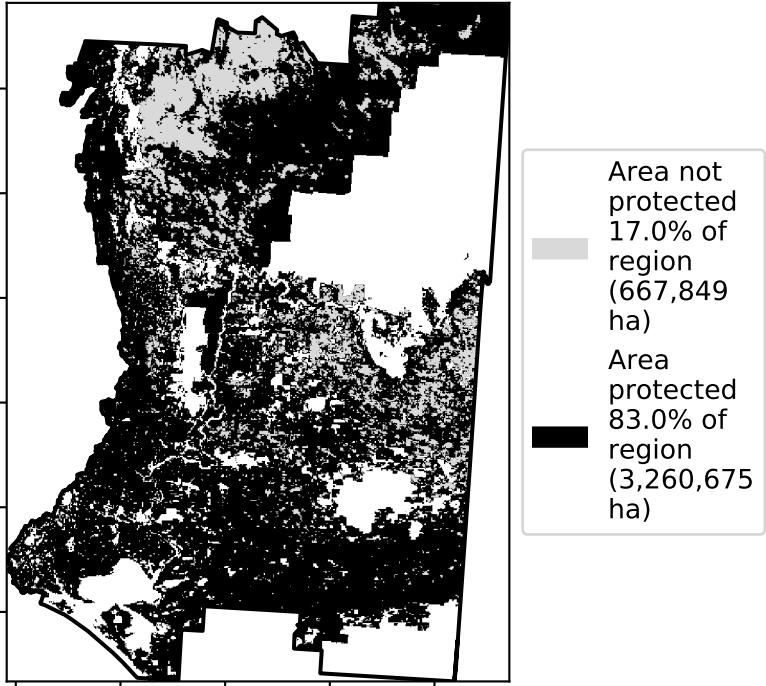 Area not
protected
17.0% of
region
(667,849
ha)
Area
protected
83.0% of
region
(3,260,675
ha)